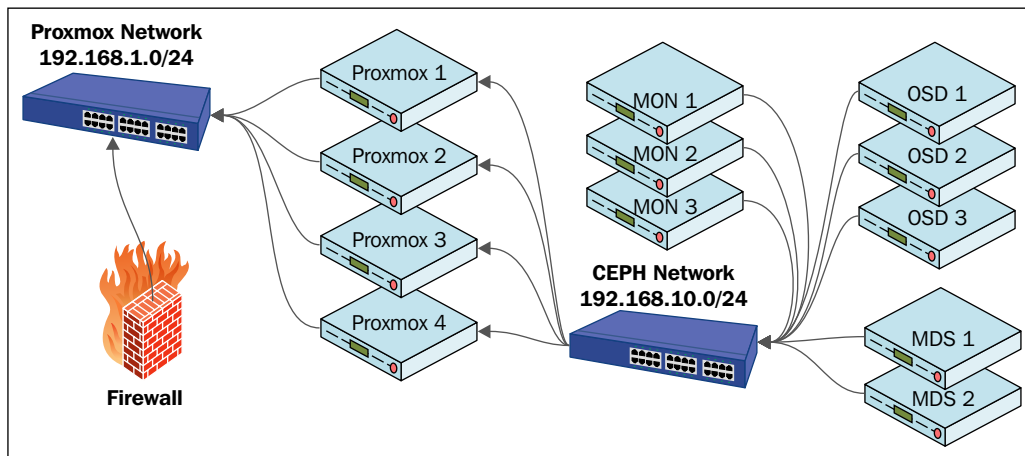 Proxmox Network
192.168.1.0/24
Proxmox 1
Proxmox 2
Proxmox 3
Proxmox 4
Firewall
MON 1
MON 2
MON 3
CEPH Network
192.168.10.0/24
OSD 1
OSD 2
OSD 3
MDS 1
MDS 2